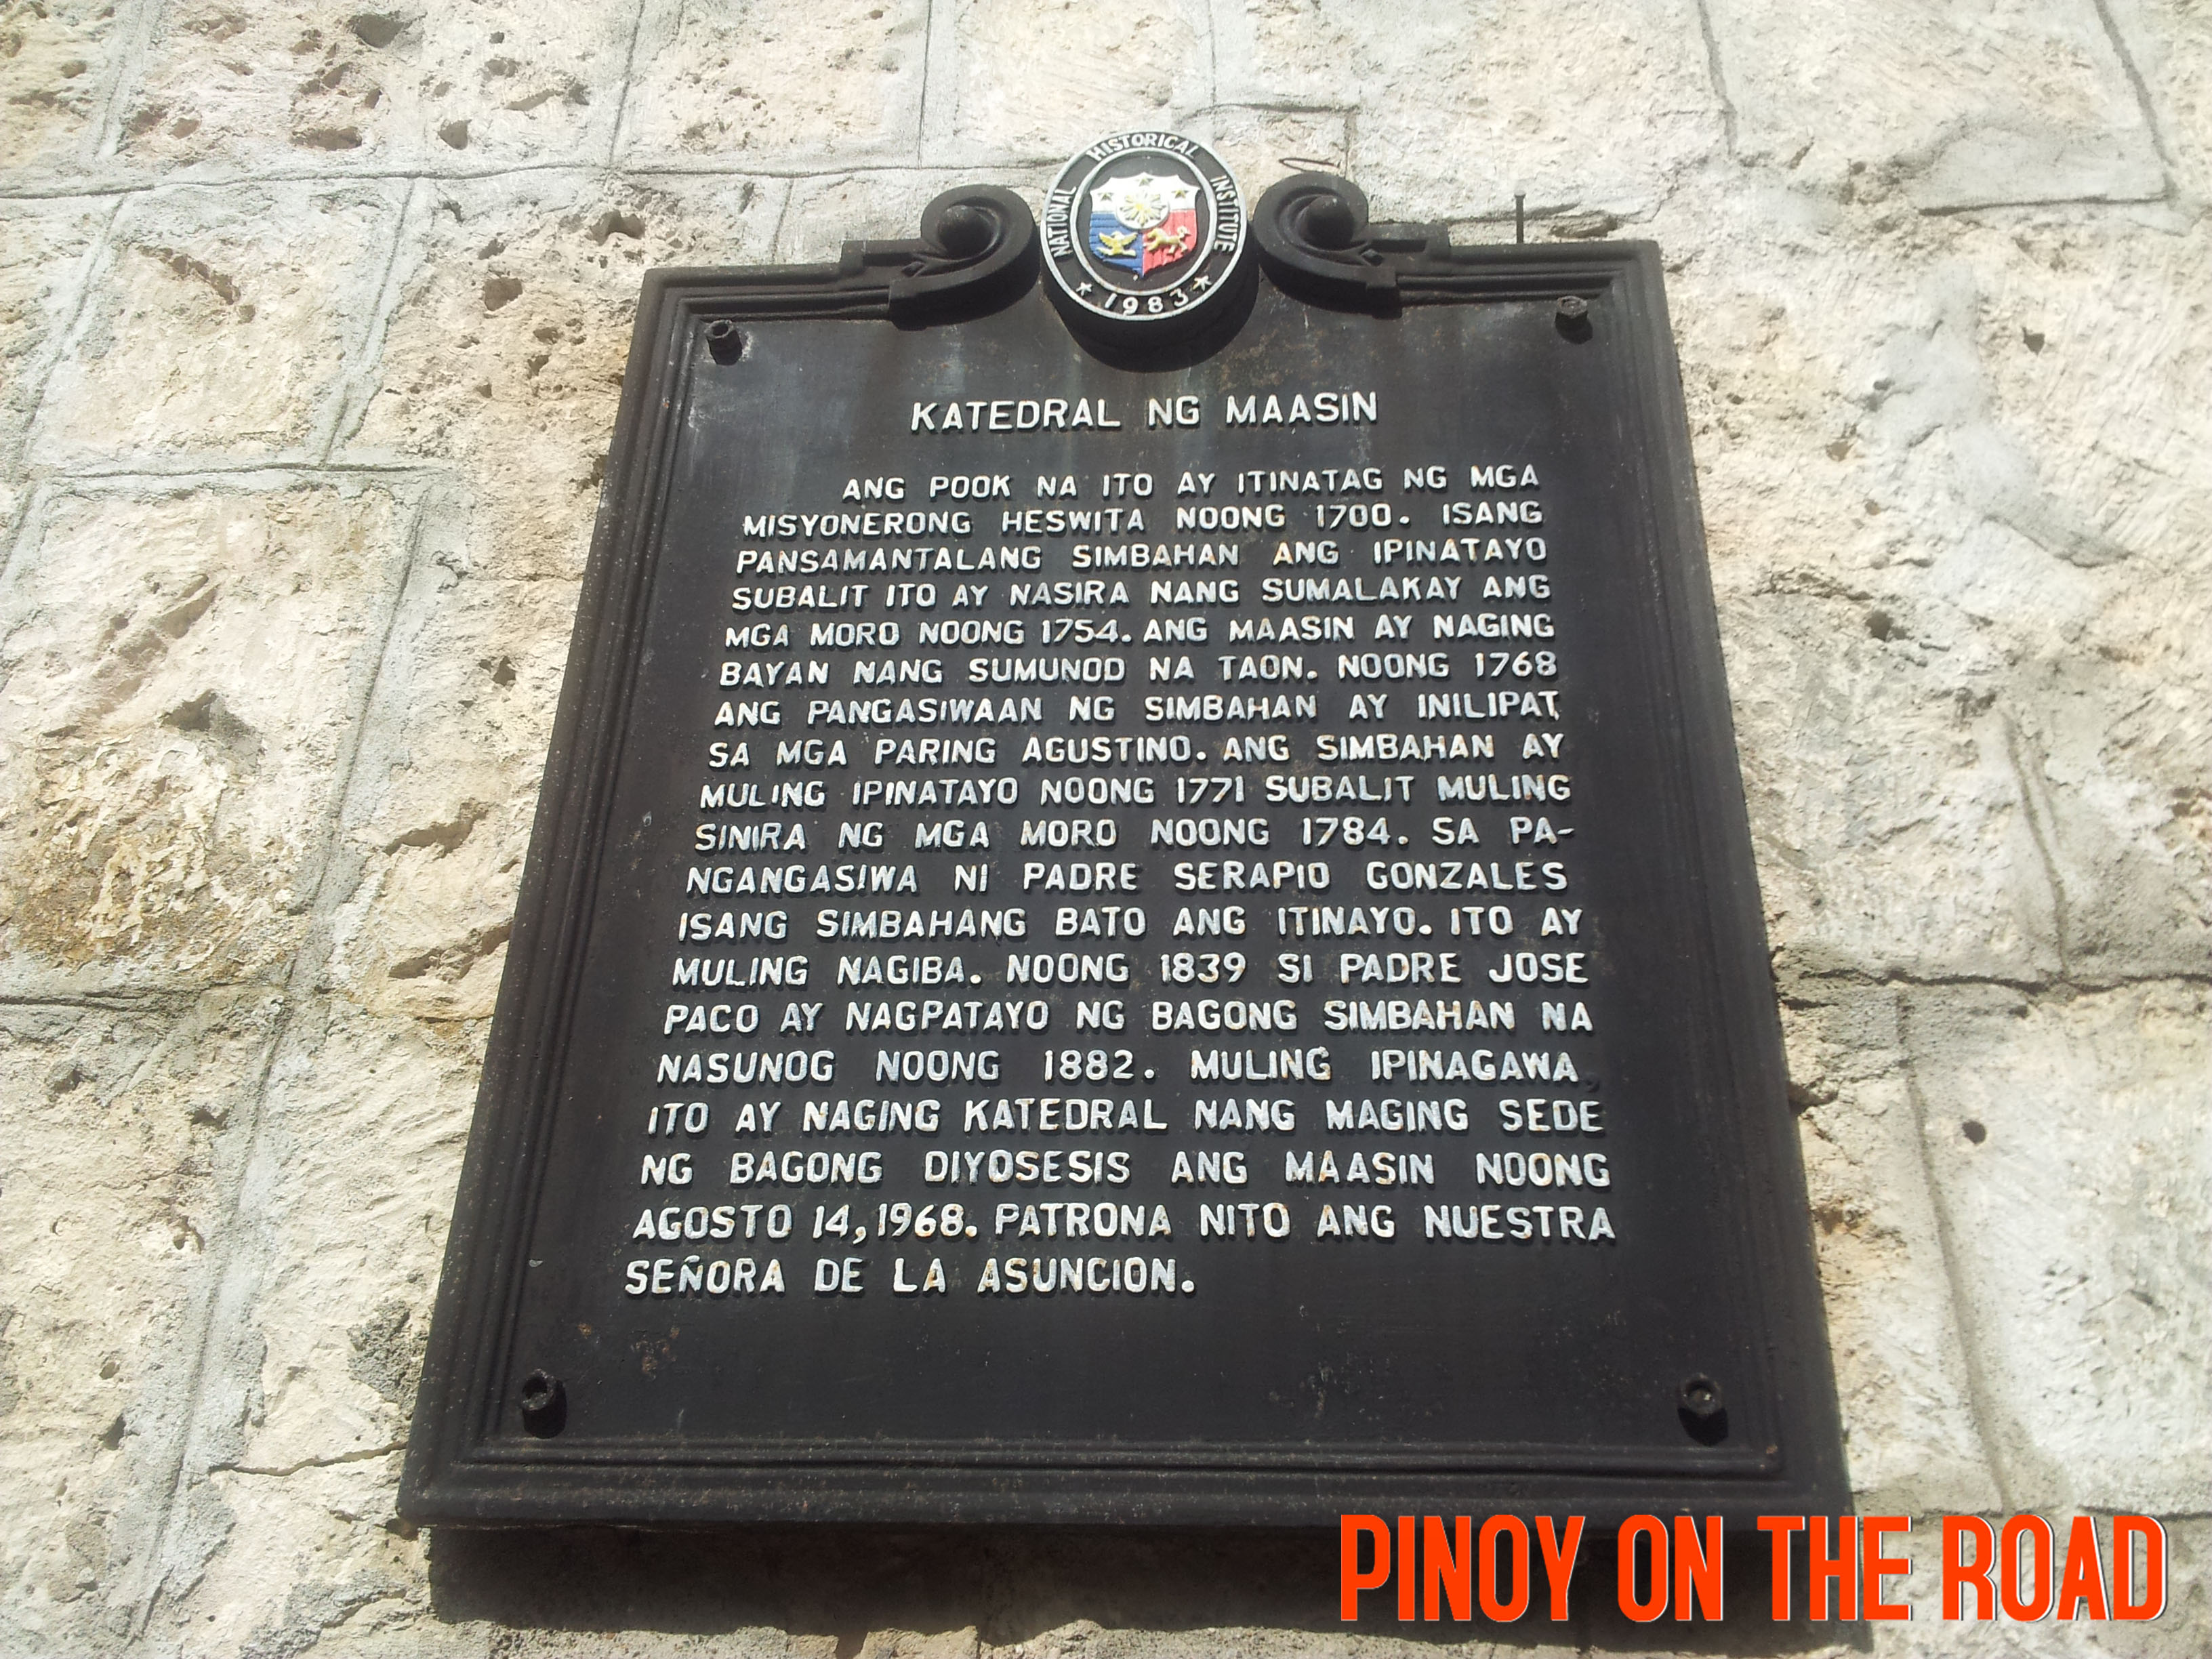 NATIONAL HISTORICAL INSTITUTE
1983
KATEDRAL NG MAASIN
ANG POOK NA ITO AY ITINATAG NG MGA
MISYONERONG HESWITA NOONG 1700. ISANG
PANSAMANTALANG SIMBAHAN ANG IPINATAYO
SUBALIT ITO AY NASIRA NANG SUMALAKAY ANG
MGA MORO NOONG 1754. ANG MAASIN AY NAGING
BAYAN NANG SUMUNOD NA TAON. NOONG 1768
ANG PANGASIWAAN NG SIMBAHAN AY INILIPAT
SA MGA PARING AGUSTINO. ANG SIMBAHAN AY
MULING IPINATAYO NOONG 1771 SUBALIT MULING
SINIRA NG MGA MORO NOONG 1784. SA PA-
NGANGASIWA NI PADRE SERAPIO GONZALES
ISANG SIMBAHANG BATO ANG ITINAYO. ITO AY
MULING NAGIBA. NOONG 1839 SI PADRE JOSE
PACO AY NAGPATAYO NG BAGONG SIMBAHAN NA
NASUNOG NOONG 1882. MULING IPINAGAWA
ITO AY NAGING KATEDRAL NANG MAGING SEDE
NG BAGONG DIYOSESIS ANG MAASIN NOONG
AGOSTO 14, 1968. PATRONA NITO ANG NUESTRA
SEÑORA DE LA ASUNCION.
PINOY ON THE ROAD